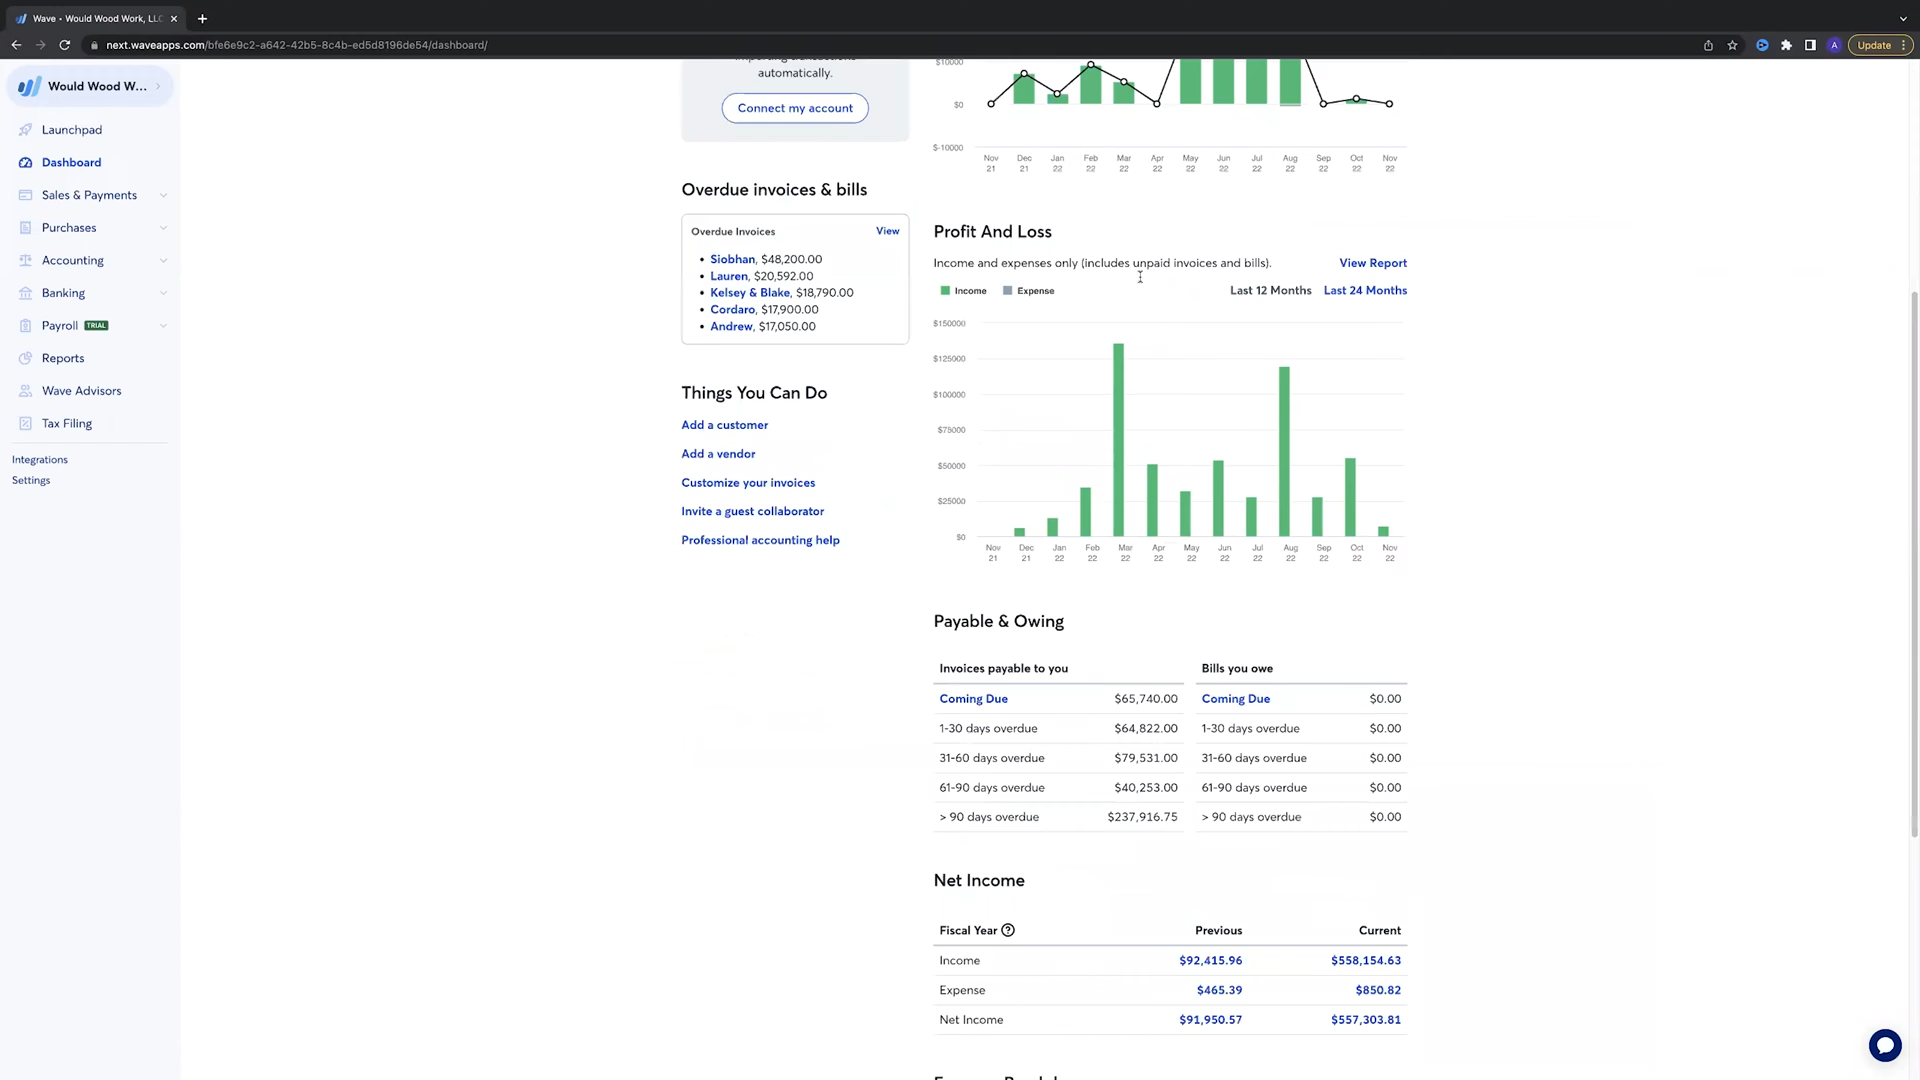 Wave • Would Wood Work, LLC
next.waveapps.com/bfe6e9c2-a642-42b5-8c4b-ed5d8196de54/dashboard/
A
Update
Would Wood W...
Launchpad
Dashboard
Sales & Payments
Purchases
Accounting
Banking
Payroll TRIAL
Reports
Wave Advisors
Tax Filing
Integrations
Settings
automatically.
Connect my account
Overdue invoices & bills
Overdue Invoices View
• Siobhan, $48,200.00
• Lauren, $20,592.00
• Kelsey & Blake, $18,790.00
• Cordaro, $17,900.00
• Andrew, $17,050.00
Things You Can Do
Add a customer
Add a vendor
Customize your invoices
Invite a guest collaborator
Professional accounting help
$10000
$0
$-10000
Nov Dec Jan Feb Mar Apr May Jun Jul Aug Sep Oct Nov
21 21 22 22 22 22 22 22 22 22 22 22 22
Profit And Loss
Income and expenses only (includes unpaid invoices and bills). View Report
Income Expense Last 12 Months Last 24 Months
$150000
$125000
$100000
$75000
$50000
$25000
$0
Nov Dec Jan Feb Mar Apr May Jun Jul Aug Sep Oct Nov
21 21 22 22 22 22 22 22 22 22 22 22 22
Payable & Owing
Invoices payable to you Bills you owe
Coming Due $65,740.00 Coming Due $0.00
1-30 days overdue $64,822.00 1-30 days overdue $0.00
31-60 days overdue $79,531.00 31-60 days overdue $0.00
61-90 days overdue $40,253.00 61-90 days overdue $0.00
> 90 days overdue $237,916.75 > 90 days overdue $0.00
Net Income
Fiscal Year ? Previous Current
Income $92,415.96 $558,154.63
Expense $465.39 $850.82
Net Income $91,950.57 $557,303.81